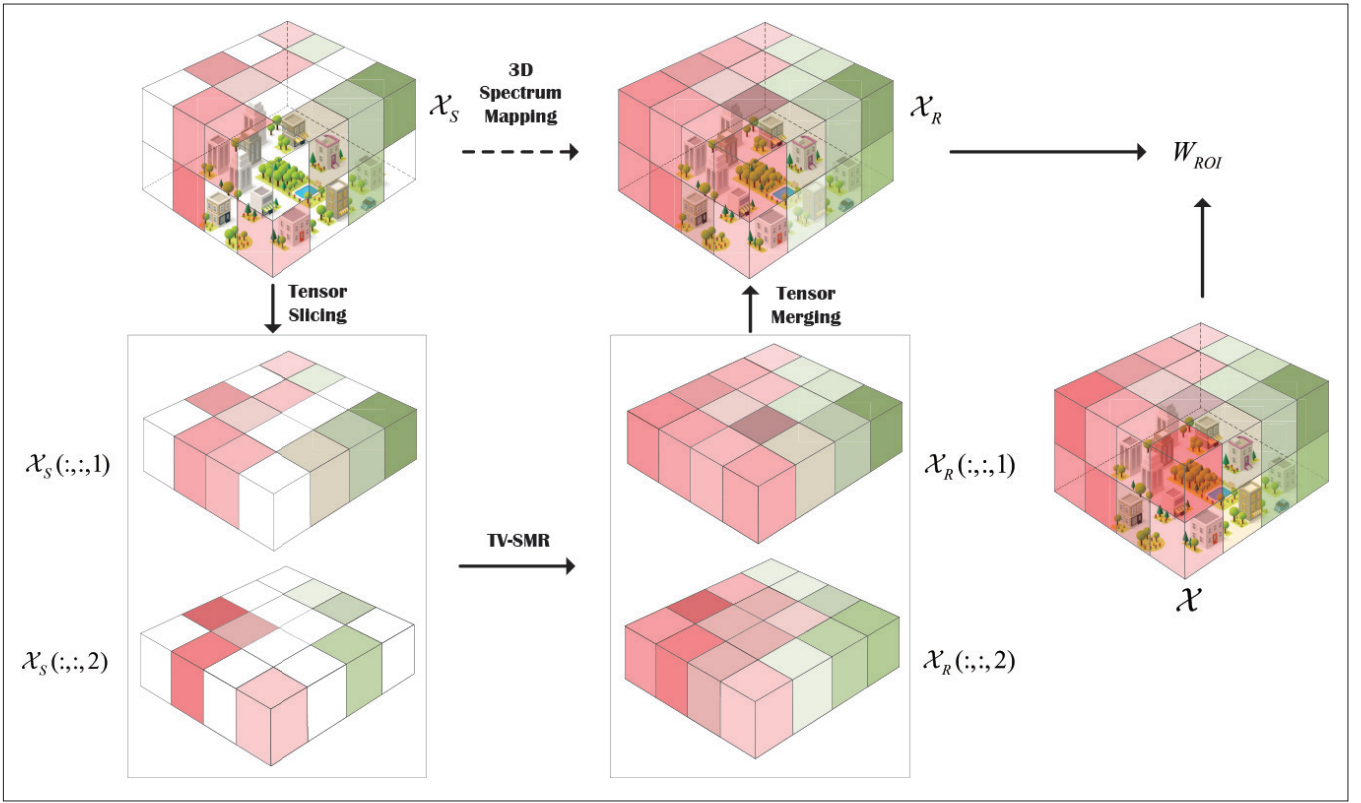 𝒳_S
3D
Spectrum
Mapping
𝒳_R
W_ROI
Tensor
Slicing
Tensor
Merging
𝒳_S(:,:,1)
𝒳_R(:,:,1)
TV-SMR
𝒳
𝒳_S(:,:,2)
𝒳_R(:,:,2)